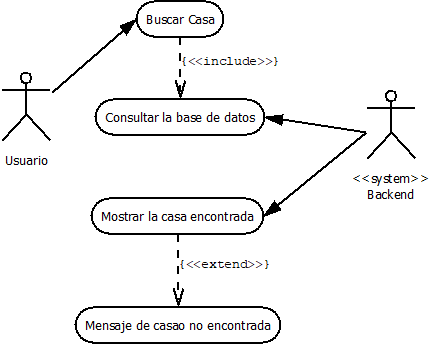 Buscar Casa
{<<include>>}
Consultar la base de datos
Usuario
<<system>>
Backend
Mostrar la casa encontrada
{<<extend>>}
Mensaje de casao no encontrada